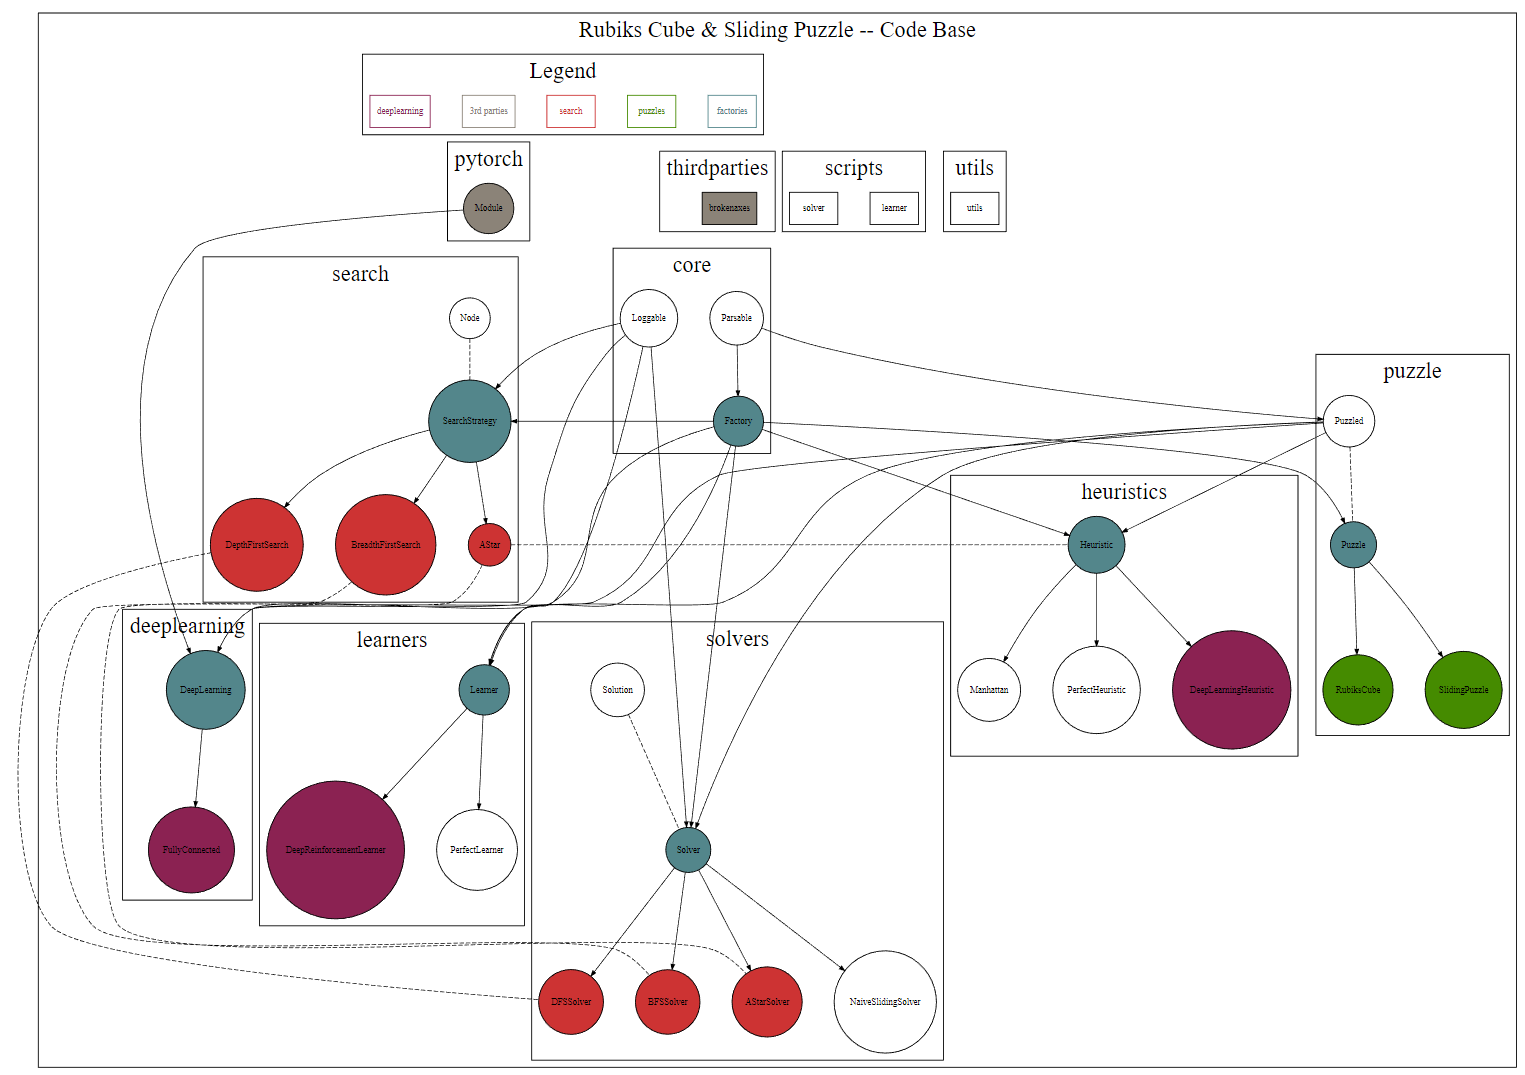 Rubiks Cube & Sliding Puzzle -- Code Base
Legend
deeplearning
3rd parties
search
puzzles
factories
pytorch
Module
thirdparties
brokenaxes
scripts
solver
learner
utils
utils
search
Node
SearchStrategy
DepthFirstSearch
BreadthFirstSearch
AStar
core
Loggable
Parsable
Factory
puzzle
Puzzled
Puzzle
RubiksCube
SlidingPuzzle
heuristics
Heuristic
Manhattan
PerfectHeuristic
DeepLearningHeuristic
deeplearning
DeepLearning
FullyConnected
learners
Learner
DeepReinforcementLearner
PerfectLearner
solvers
Solution
Solver
DFSSolver
BFSSolver
AStarSolver
NaiveSlidingSolver